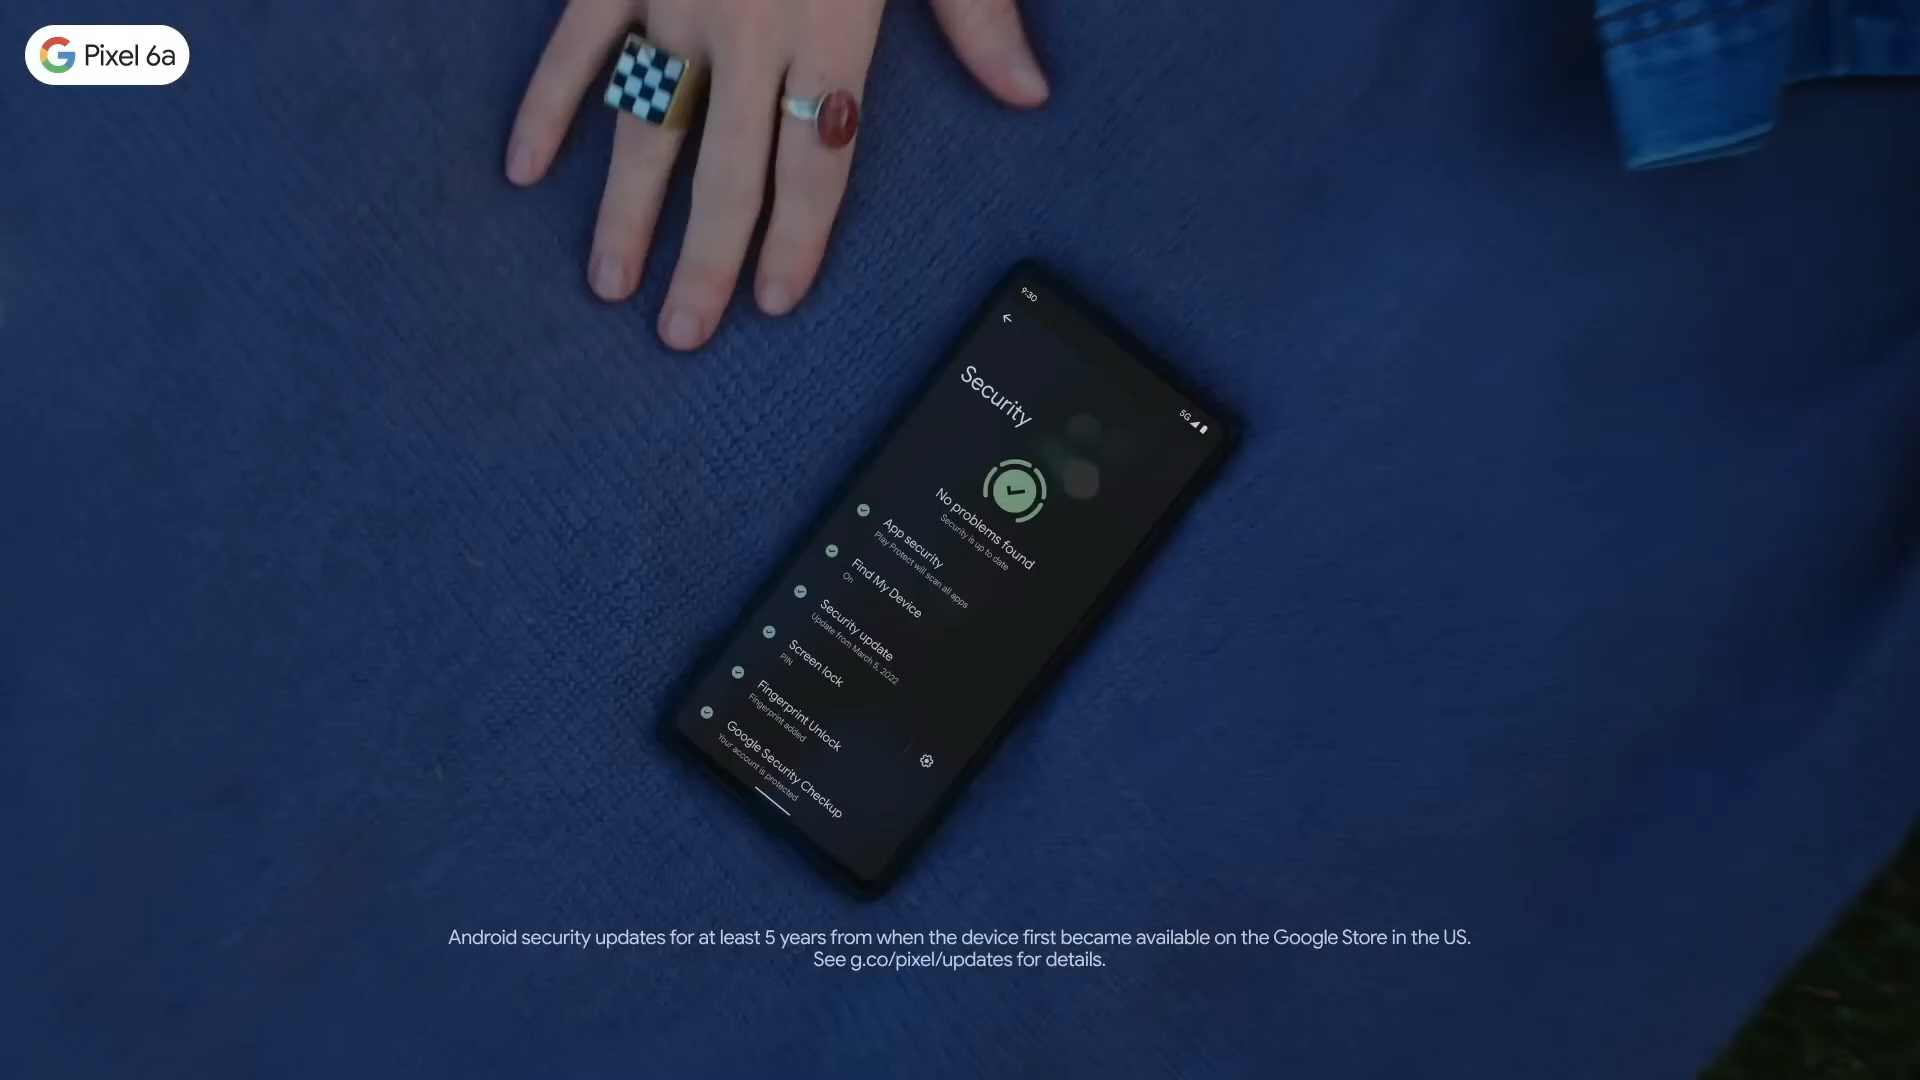 Pixel 6a
9:30
5G
Security
No problems found
Security is up to date
App security
Play Protect will scan all apps
Find My Device
On
Security update
Update from March 5, 2022
Screen lock
PIN
Fingerprint Unlock
Fingerprint added
Google Security Checkup
Your account is protected
Android security updates for at least 5 years from when the device first became available on the Google Store in the US.
See g.co/pixel/updates for details.